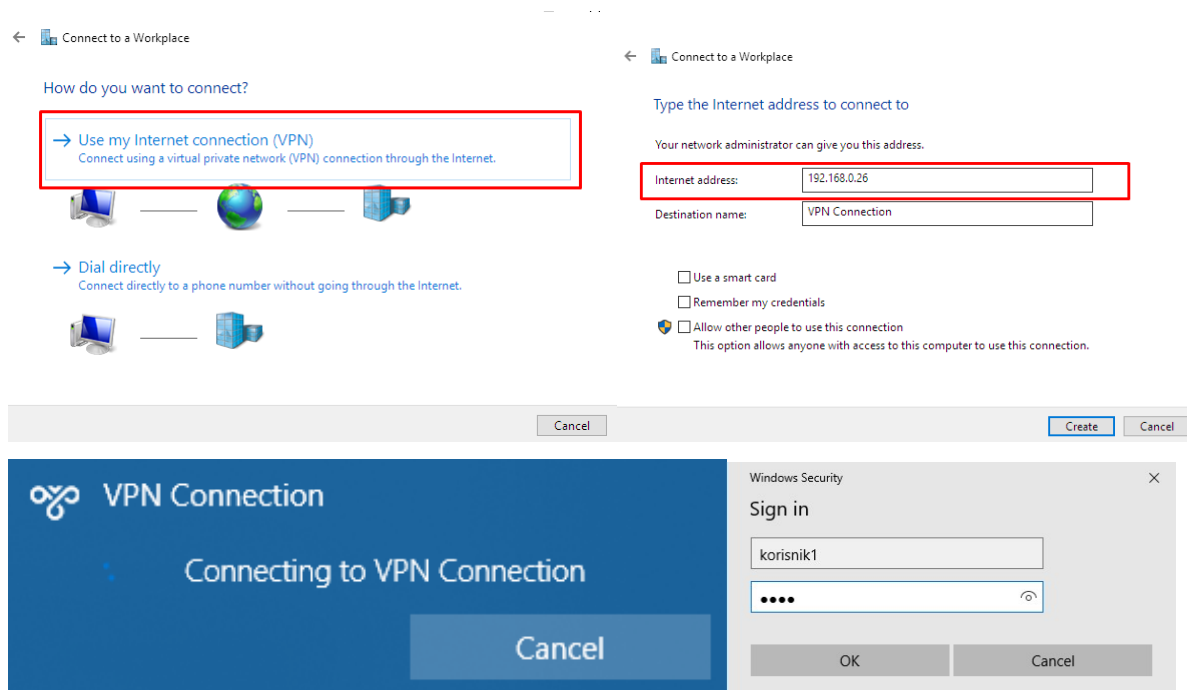 Connect to a Workplace
How do you want to connect?
Use my Internet connection (VPN)
Connect using a virtual private network (VPN) connection through the Internet.
Dial directly
Connect directly to a phone number without going through the Internet.
Cancel
Connect to a Workplace
Type the Internet address to connect to
Your network administrator can give you this address.
Internet address: 192.168.0.26
Destination name: VPN Connection
Use a smart card
Remember my credentials
Allow other people to use this connection
This option allows anyone with access to this computer to use this connection.
Create Cancel
VPN Connection
Connecting to VPN Connection
Cancel
Windows Security
Sign in
korisnik1
••••
OK Cancel